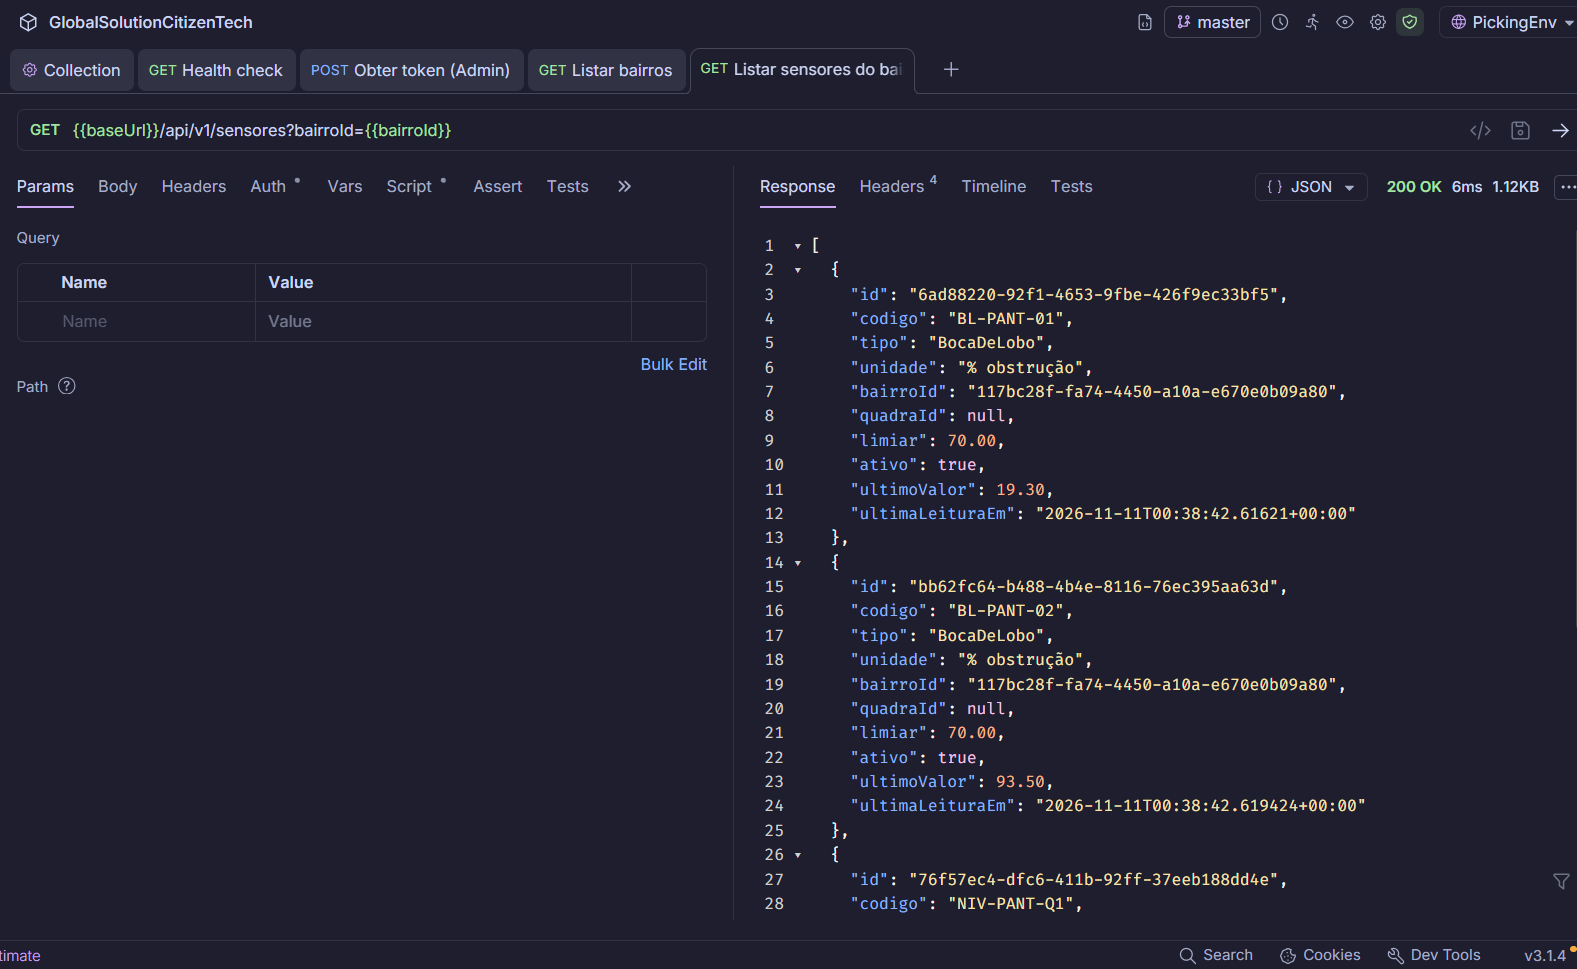 GlobalSolutionCitizenTech
master
PickingEnv
Collection
GET Health check
POST Obter token (Admin)
GET Listar bairros
GET Listar sensores do bai
GET {{baseUrl}}/api/v1/sensores?bairroId={{bairroId}}
Params Body Headers Auth Vars Script Assert Tests
Query
Name Value
Name Value
Bulk Edit
Path
Response Headers 4 Timeline Tests
{ } JSON 200 OK 6ms 1.12KB
1 [
2 {
3 "id": "6ad88220-92f1-4653-9fbe-426f9ec33bf5",
4 "codigo": "BL-PANT-01",
5 "tipo": "BocaDeLobo",
6 "unidade": "% obstrução",
7 "bairroId": "117bc28f-fa74-4450-a10a-e670e0b09a80",
8 "quadraId": null,
9 "limiar": 70.00,
10 "ativo": true,
11 "ultimoValor": 19.30,
12 "ultimaLeituraEm": "2026-11-11T00:38:42.61621+00:00"
13 },
14 {
15 "id": "bb62fc64-b488-4b4e-8116-76ec395aa63d",
16 "codigo": "BL-PANT-02",
17 "tipo": "BocaDeLobo",
18 "unidade": "% obstrução",
19 "bairroId": "117bc28f-fa74-4450-a10a-e670e0b09a80",
20 "quadraId": null,
21 "limiar": 70.00,
22 "ativo": true,
23 "ultimoValor": 93.50,
24 "ultimaLeituraEm": "2026-11-11T00:38:42.619424+00:00"
25 },
26 {
27 "id": "76f57ec4-dfc6-411b-92ff-37eeb188dd4e",
28 "codigo": "NIV-PANT-Q1",
timate
Search Cookies Dev Tools v3.1.4